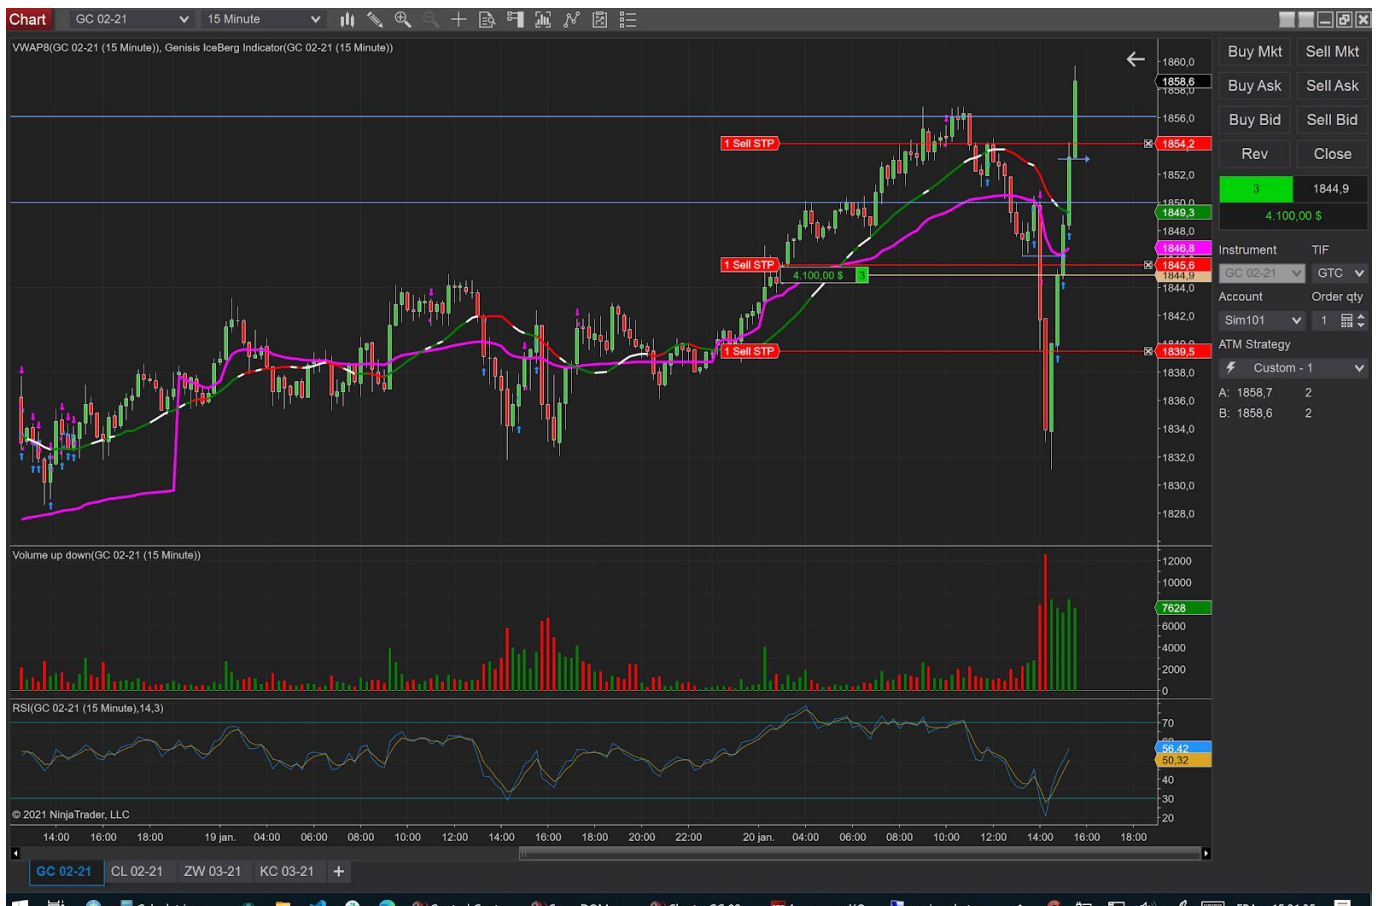 Chart GC 02-21 15 Minute
VWAP8(GC 02-21 (15 Minute)), Genisis IceBerg Indicator(GC 02-21 (15 Minute))
Buy Mkt Sell Mkt
Buy Ask Sell Ask
Buy Bid Sell Bid
Rev Close
3 1844,9
4.100,00 $
Instrument TIF
GC 02-21 GTC
Account Order qty
Sim101 1
ATM Strategy
Custom - 1
A: 1858,7 2
B: 1858,6 2
1860,0
1858,6
1858,0
1856,0
1 Sell STP 1854,2
1852,0
1850,0
1849,3
1848,0
1846,8
1 Sell STP 1845,6
4.100,00 $ 3 1844,9
1844,0
1842,0
1840,0
1 Sell STP 1839,5
1838,0
1836,0
1834,0
1832,0
1830,0
1828,0
Volume up down(GC 02-21 (15 Minute))
12000
10000
7628
6000
4000
2000
0
RSI(GC 02-21 (15 Minute),14,3)
70
60
56,42
50,32
40
30
20
© 2021 NinjaTrader, LLC
14:00 16:00 18:00 19 jan. 04:00 06:00 08:00 10:00 12:00 14:00 16:00 18:00 20:00 22:00 20 jan. 04:00 06:00 08:00 10:00 12:00 14:00 16:00 18:00
GC 02-21 CL 02-21 ZW 03-21 KC 03-21 +